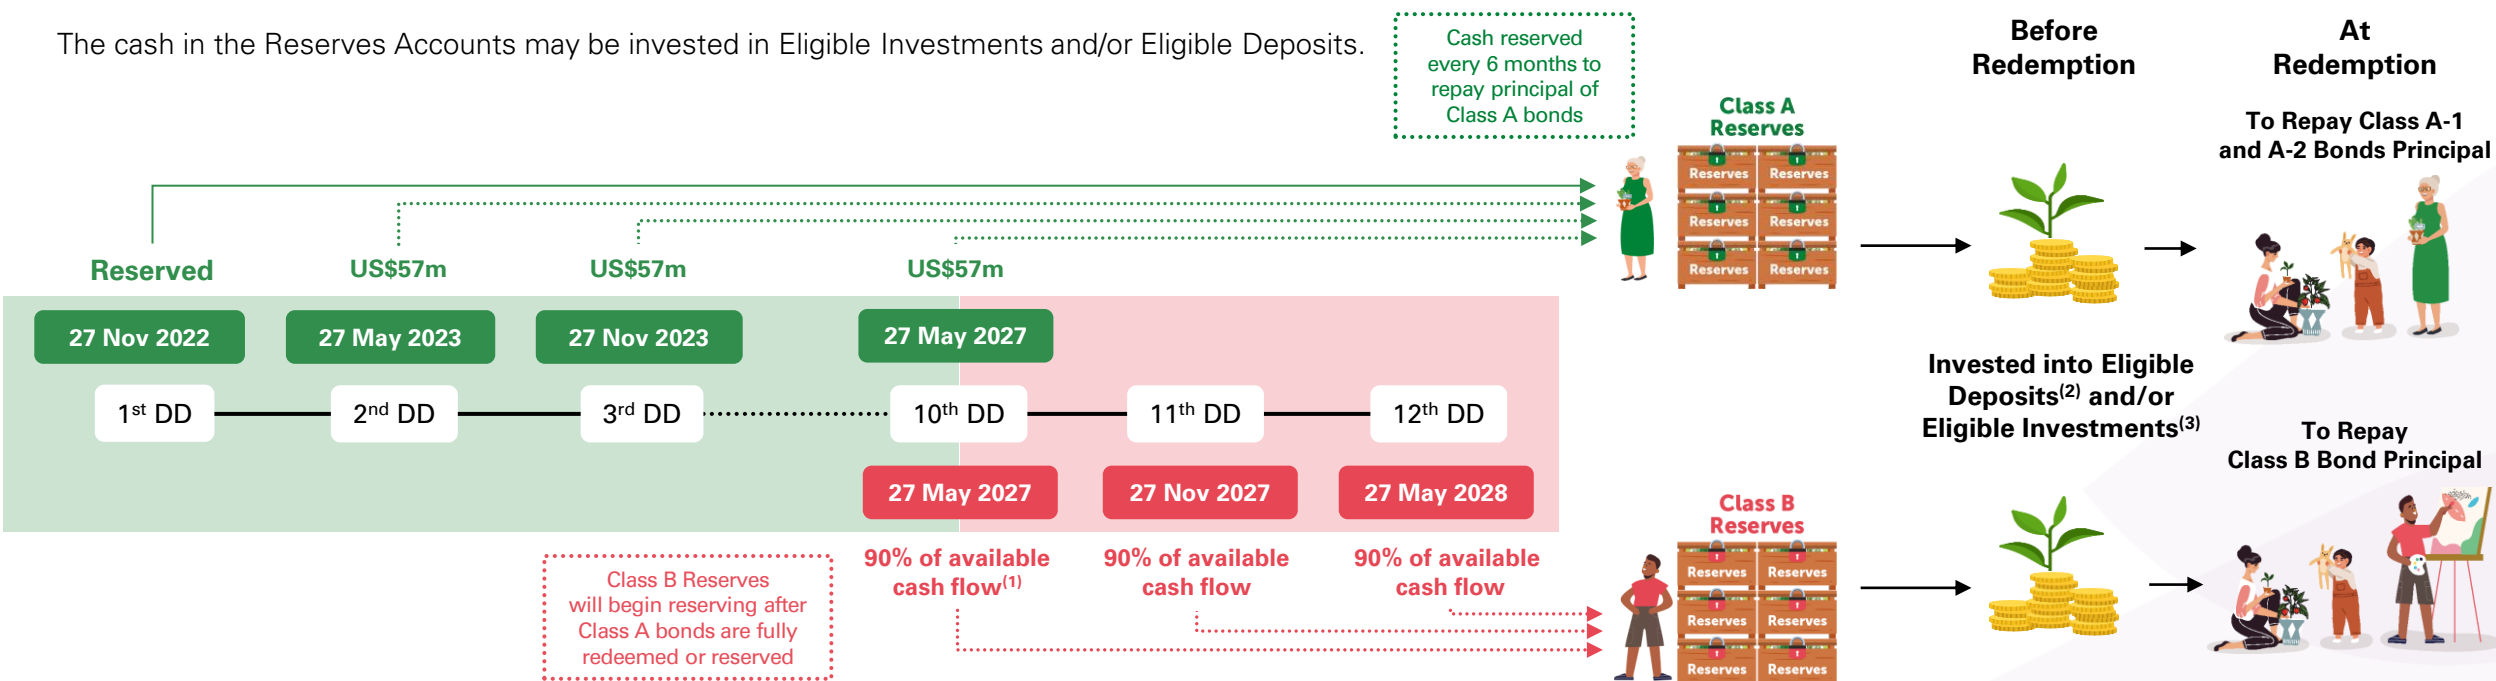 The cash in the Reserves Accounts may be invested in Eligible Investments and/or Eligible Deposits.
Cash reserved
every 6 months to
repay principal of
Class A bonds
Before
Redemption
At
Redemption
Class A
Reserves
Reserves Reserves
Reserves Reserves
Reserves Reserves
To Repay Class A-1
and A-2 Bonds Principal
Reserved
US$57m
US$57m
US$57m
27 Nov 2022
27 May 2023
27 Nov 2023
27 May 2027
1st DD
2nd DD
3rd DD
10th DD
11th DD
12th DD
27 May 2027
27 Nov 2027
27 May 2028
90% of available
cash flow(1)
90% of available
cash flow
90% of available
cash flow
Class B Reserves
will begin reserving after
Class A bonds are fully
redeemed or reserved
Invested into Eligible
Deposits(2) and/or
Eligible Investments(3)
To Repay
Class B Bond Principal
Class B
Reserves
Reserves Reserves
Reserves Reserves
Reserves Reserves